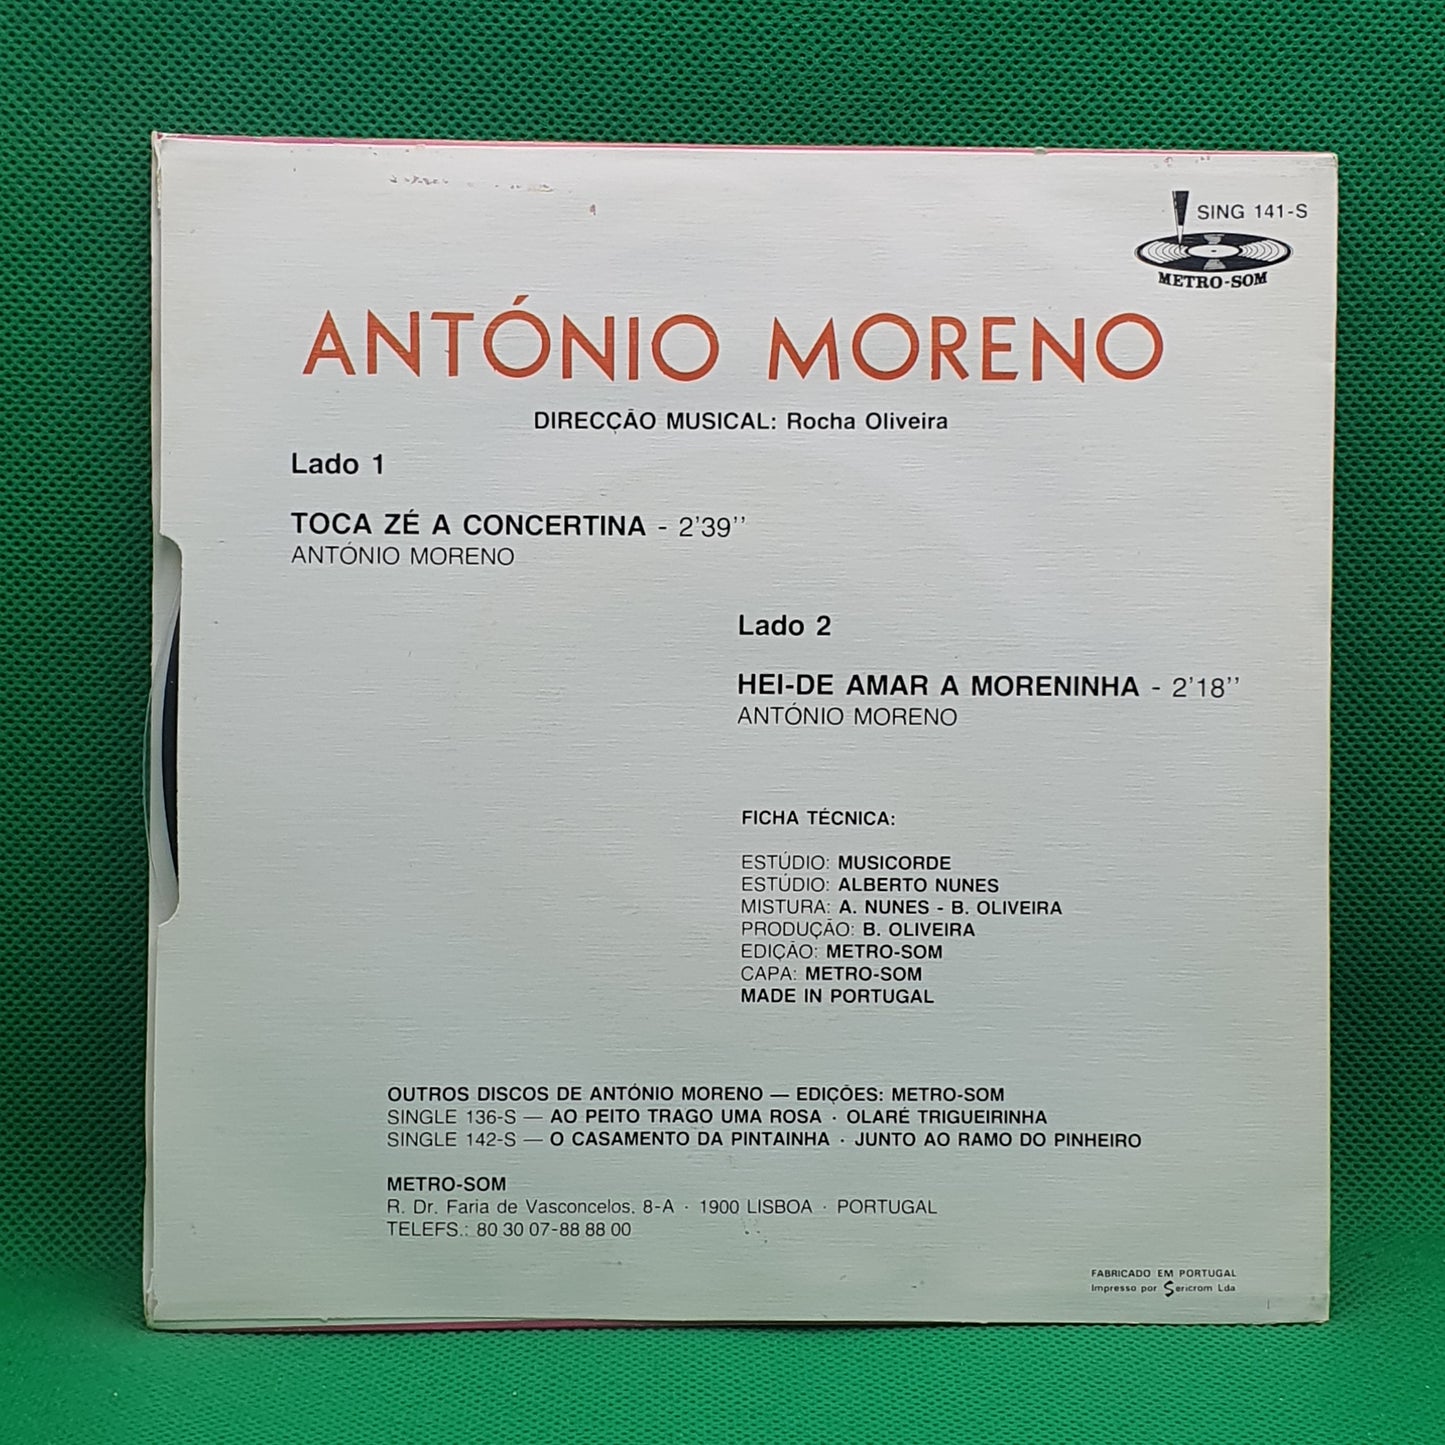 SING 141-S
METRO-SOM
ANTÓNIO MORENO
DIRECÇÃO MUSICAL: Rocha Oliveira
Lado 1
TOCA ZÉ A CONCERTINA - 2'39''
ANTÓNIO MORENO
Lado 2
HEI-DE AMAR A MORENINHA - 2'18''
ANTÓNIO MORENO
FICHA TÉCNICA:
ESTÚDIO: MUSICORDE
ESTÚDIO: ALBERTO NUNES
MISTURA: A. NUNES - B. OLIVEIRA
PRODUÇÃO: B. OLIVEIRA
EDIÇÃO: METRO-SOM
CAPA: METRO-SOM
MADE IN PORTUGAL
OUTROS DISCOS DE ANTÓNIO MORENO — EDIÇÕES: METRO-SOM
SINGLE 136-S — AO PEITO TRAGO UMA ROSA · OLARÉ TRIGUEIRINHA
SINGLE 142-S — O CASAMENTO DA PINTAINHA · JUNTO AO RAMO DO PINHEIRO
METRO-SOM
R. Dr. Faria de Vasconcelos, 8-A · 1900 LISBOA · PORTUGAL
TELEFS.: 80 30 07-88 88 00
FABRICADO EM PORTUGAL
Impresso por Sericrom Lda